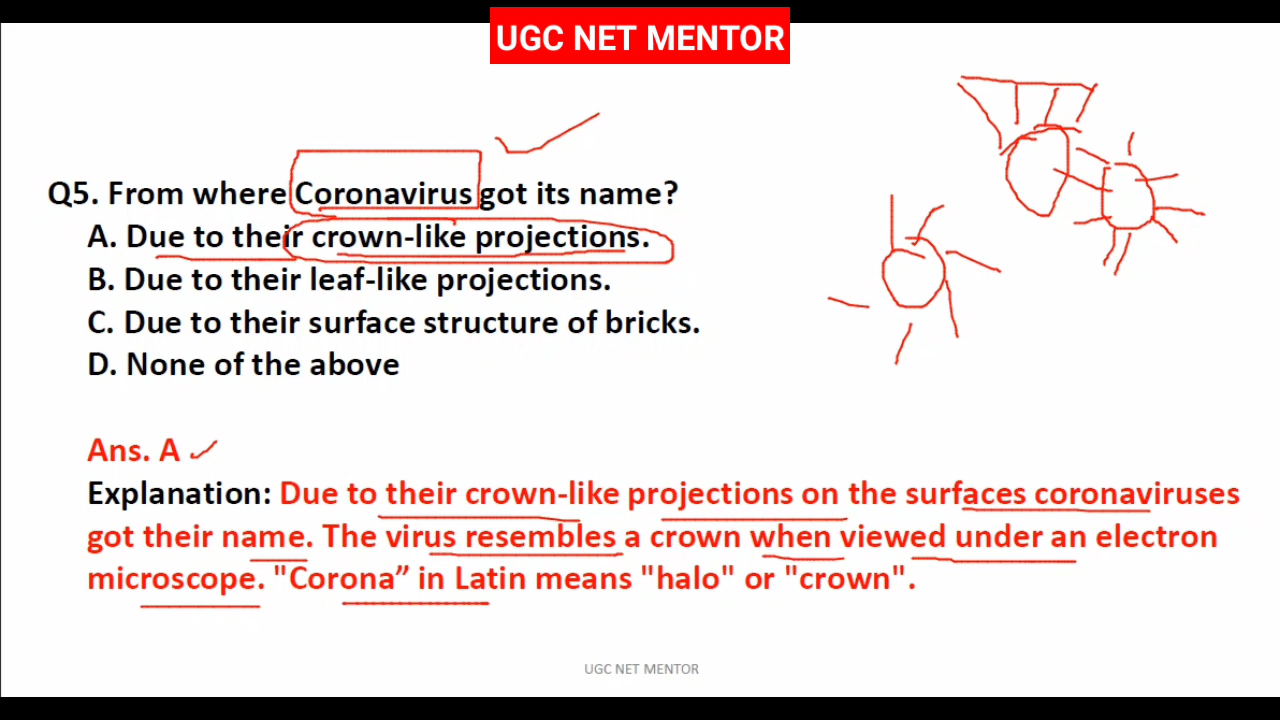 UGC NET MENTOR
Q5. From where Coronavirus got its name?
A. Due to their crown-like projections.
B. Due to their leaf-like projections.
C. Due to their surface structure of bricks.
D. None of the above
Ans. A
Explanation: Due to their crown-like projections on the surfaces coronaviruses
got their name. The virus resembles a crown when viewed under an electron
microscope. "Corona” in Latin means "halo" or "crown".
UGC NET MENTOR